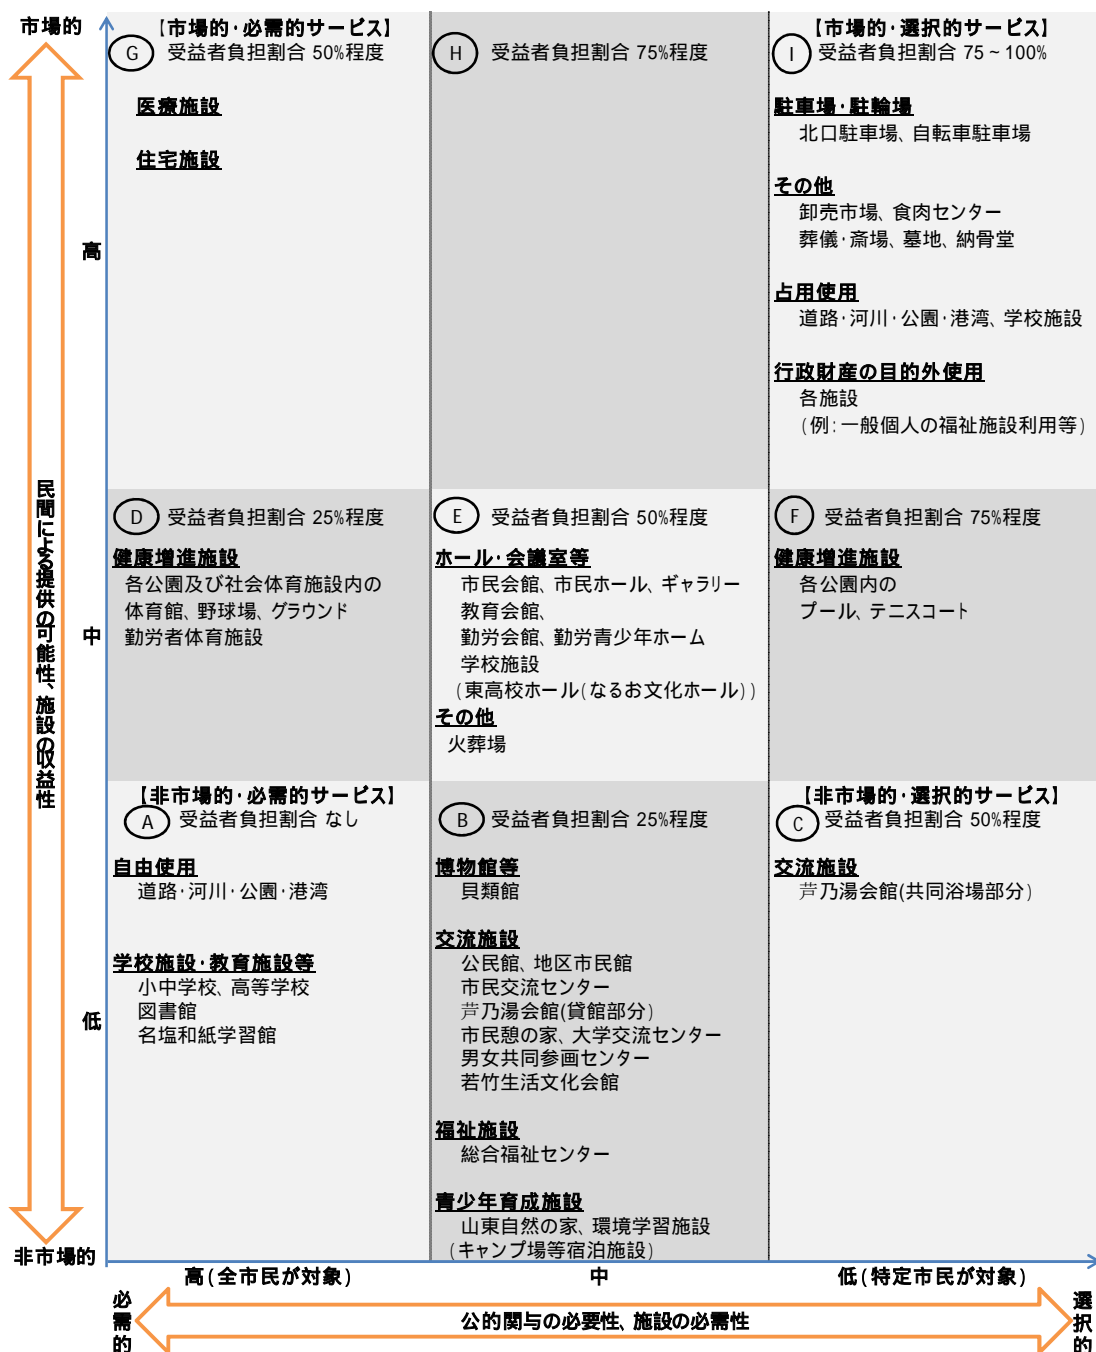 市場的
【市場的・必需的サービス】
G 受益者負担割合 50%程度
医療施設
住宅施設
H 受益者負担割合 75%程度
【市場的・選択的サービス】
I 受益者負担割合 75~100%
駐車場・駐輪場
北口駐車場、自転車駐車場
その他
卸売市場、食肉センター
葬儀・斎場、墓地、納骨堂
占用使用
道路・河川・公園・港湾、学校施設
行政財産の目的外使用
各施設
(例:一般個人の福祉施設利用等)
高
民間による提供の可能性、施設の収益性
D 受益者負担割合 25%程度
健康増進施設
各公園及び社会体育施設内の
体育館、野球場、グラウンド
勤労者体育施設
E 受益者負担割合 50%程度
ホール・会議室等
市民会館、市民ホール、ギャラリー
教育会館、
勤労会館、勤労青少年ホーム
学校施設
(東高校ホール(なるお文化ホール))
その他
火葬場
F 受益者負担割合 75%程度
健康増進施設
各公園内の
プール、テニスコート
中
【非市場的・必需的サービス】
A 受益者負担割合 なし
自由使用
道路・河川・公園・港湾
学校施設・教育施設等
小中学校、高等学校
図書館
名塩和紙学習館
B 受益者負担割合 25%程度
博物館等
貝類館
交流施設
公民館、地区市民館
市民交流センター
芦乃湯会館(貸館部分)
市民憩の家、大学交流センター
男女共同参画センター
若竹生活文化会館
福祉施設
総合福祉センター
青少年育成施設
山東自然の家、環境学習施設
(キャンプ場等宿泊施設)
【非市場的・選択的サービス】
C 受益者負担割合 50%程度
交流施設
芦乃湯会館(共同浴場部分)
低
非市場的
高(全市民が対象)
中
低(特定市民が対象)
必需的
公的関与の必要性、施設の必需性
選択的